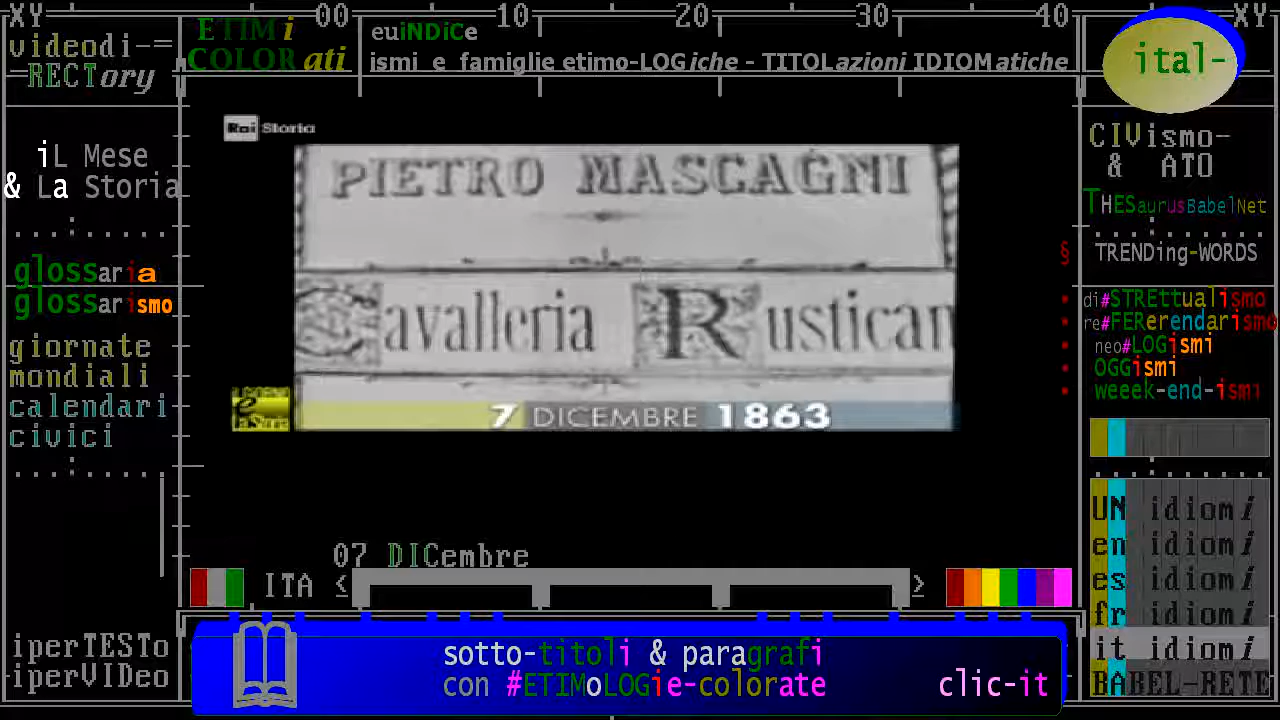 XY 00 10 20 30 40 XY
videodi-=
=RECTory
ETIMi
COLORati
euiNDiCe
ismi e famiglie etimo-LOGiche - TITOLazioni IDIOMatiche
ital-
iL Mese
& La Storia
...:.....
glossaria
glossarismo
giornate
mondiali
calendari
civici
...:.....
iperTESTo
iperVIDeo
Rai Storia
PIETRO MASCAGNI
Cavalleria Rustican
7 DICEMBRE 1863
07 DICembre
ITA < >
sotto-titoli & paragrafi
con #ETIMoLOGie-colorate
clic-it
CIVismo-
& ATO
THESaurusBabelNet
...:.....
§ TRENDing-WORDS
di#STREttualismo
re#FERerendarismo
neo#LOGismi
OGGismi
weeek-end-ismi
...:.....
UN idiomi
en idiomi
es idiomi
fr idiomi
it idiomi
BABEL-RETE